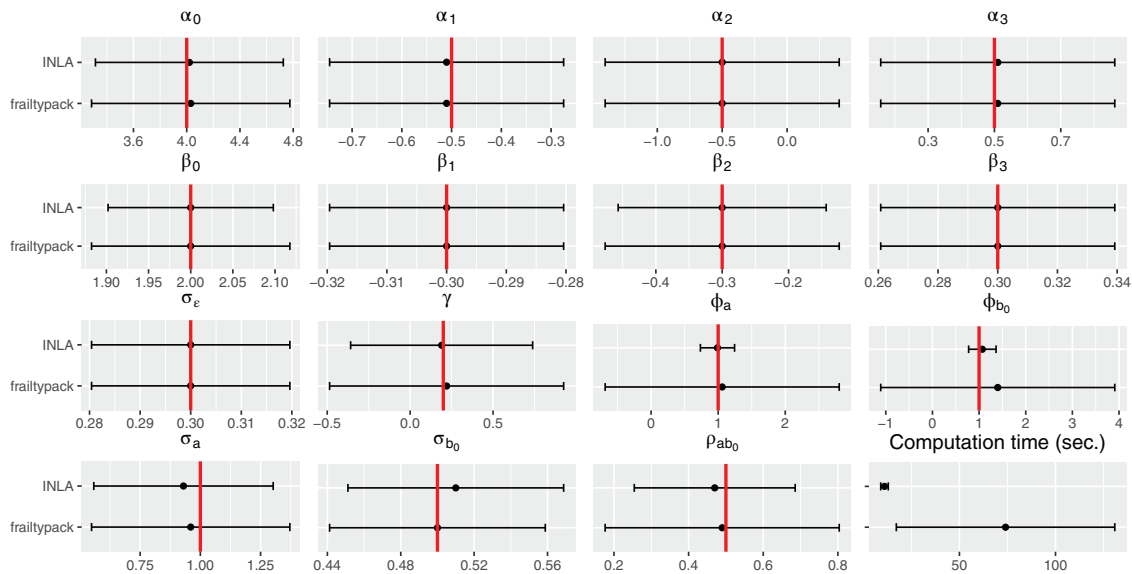 α0 α1 α2 α3
INLA
frailtypack
3.6 4.0 4.4 4.8 −0.7 −0.6 −0.5 −0.4 −0.3 −1.0 −0.5 0.0 0.3 0.5 0.7
β0 β1 β2 β3
INLA
frailtypack
1.90 1.95 2.00 2.05 2.10 −0.32 −0.31 −0.30 −0.29 −0.28 −0.4 −0.3 −0.2 0.26 0.28 0.30 0.32 0.34
σε γ ϕa ϕb0
INLA
frailtypack
0.28 0.29 0.30 0.31 0.32 −0.5 0.0 0.5 0 1 2 −1 0 1 2 3 4
σa σb0 ρab0 Computation time (sec.)
INLA
frailtypack
0.75 1.00 1.25 0.40 0.44 0.48 0.52 0.56 0.2 0.4 0.6 0.8 50 100